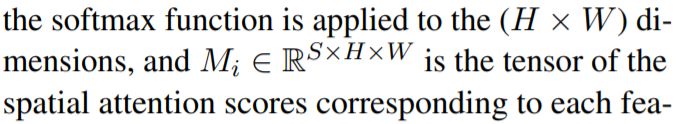 the softmax function is applied to the (H × W) di-
mensions, and M_i ∈ ℝ^{S×H×W} is the tensor of the
spatial attention scores corresponding to each fea-